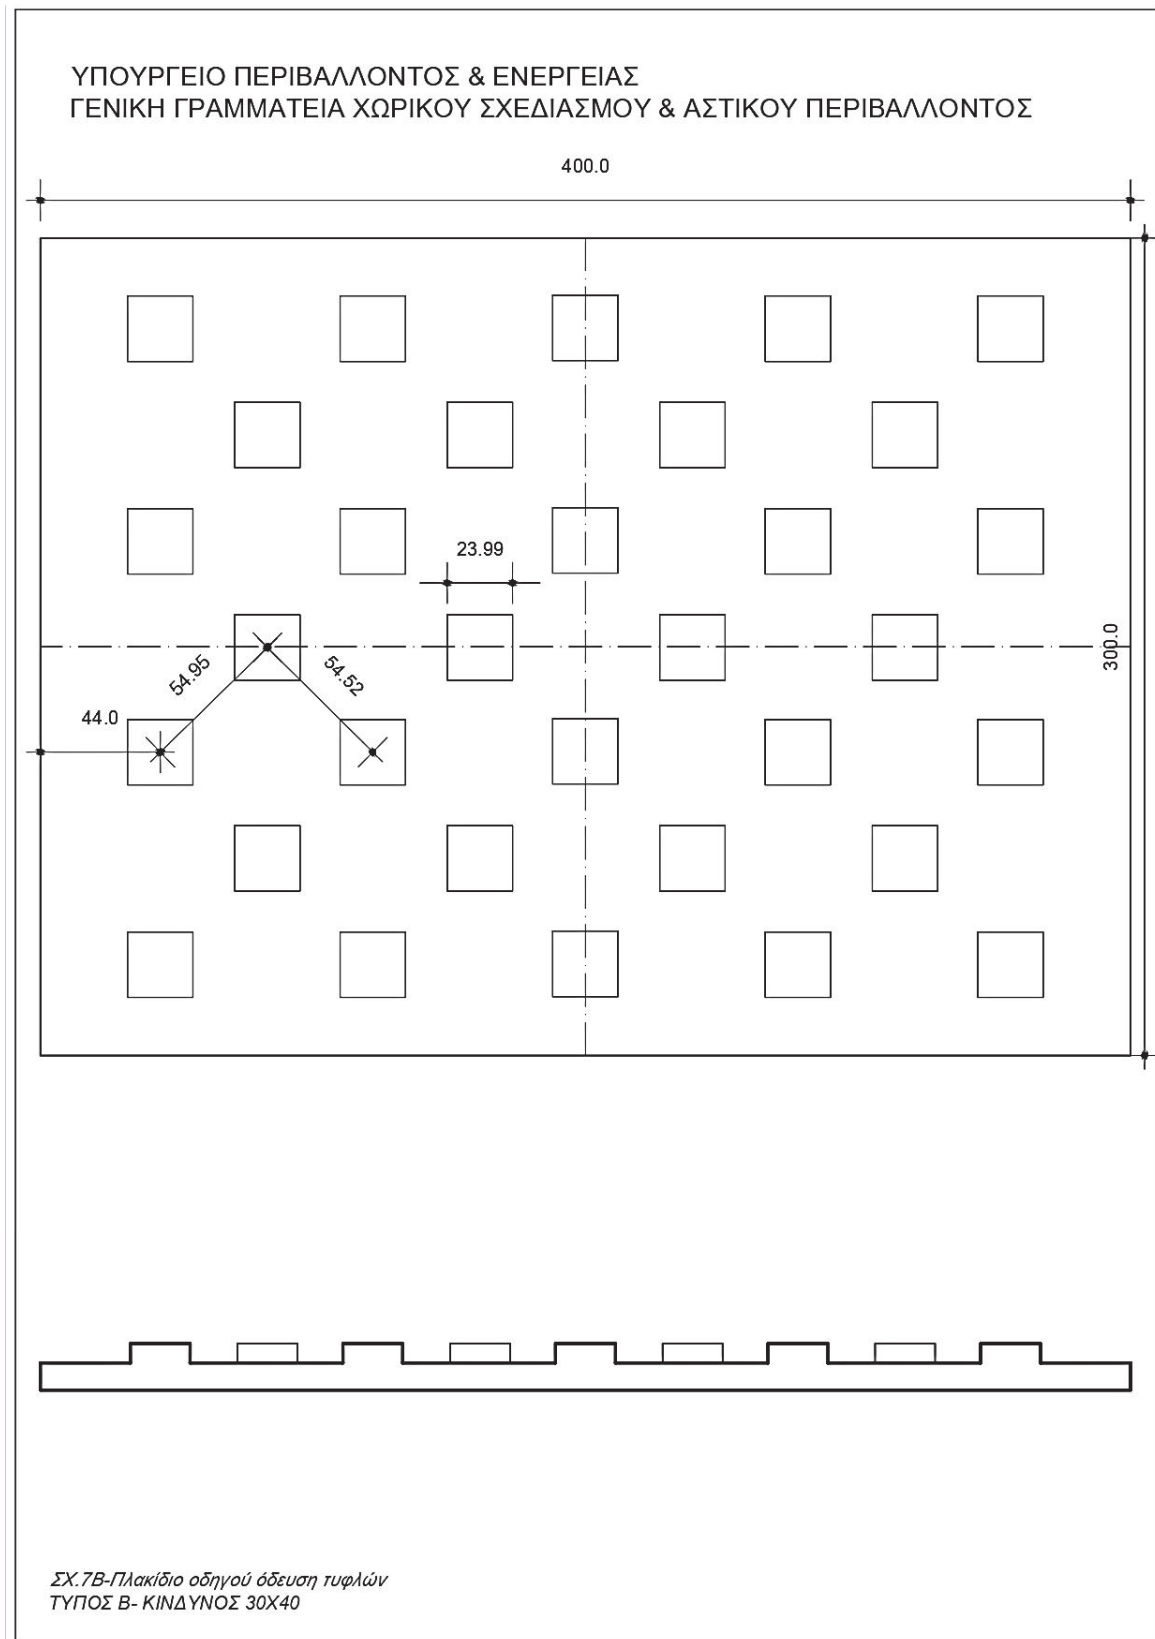 ΥΠΟΥΡΓΕΙΟ ΠΕΡΙΒΑΛΛΟΝΤΟΣ & ΕΝΕΡΓΕΙΑΣ
ΓΕΝΙΚΗ ΓΡΑΜΜΑΤΕΙΑ ΧΩΡΙΚΟΥ ΣΧΕΔΙΑΣΜΟΥ & ΑΣΤΙΚΟΥ ΠΕΡΙΒΑΛΛΟΝΤΟΣ
400.0
23.99
300.0
54.95
54.52
44.0
ΣΧ.7Β-Πλακίδιο οδηγού όδευση τυφλών
ΤΥΠΟΣ Β- ΚΙΝΔΥΝΟΣ 30Χ40